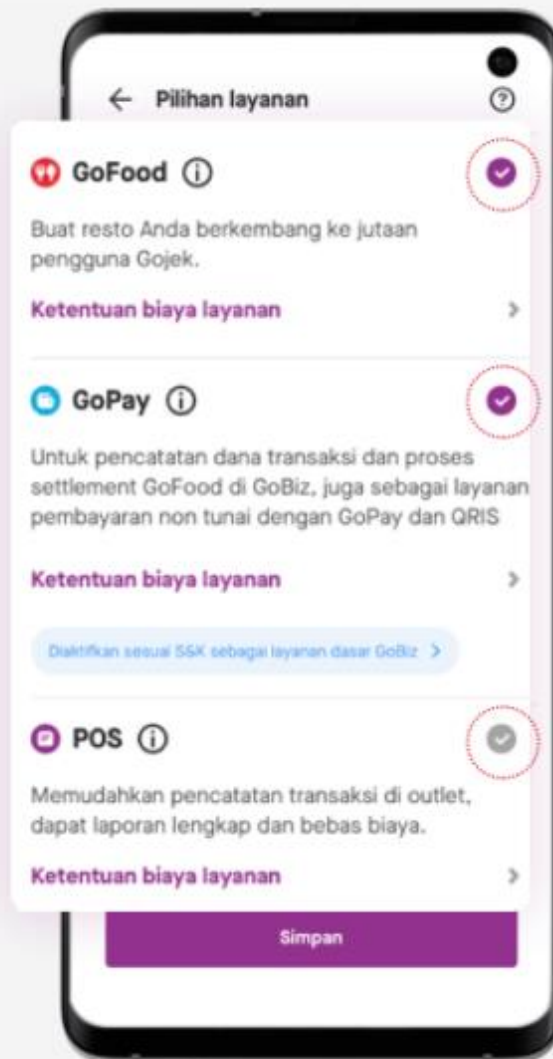 Pilihan layanan
GoFood
Buat resto Anda berkembang ke jutaan
pengguna Gojek.
Ketentuan biaya layanan
GoPay
Untuk pencatatan dana transaksi dan proses
settlement GoFood di GoBiz, juga sebagai layanan
pembayaran non tunai dengan GoPay dan QRIS
Ketentuan biaya layanan
Diaktifkan sesuai S&K sebagai layanan dasar GoBiz
POS
Memudahkan pencatatan transaksi di outlet,
dapat laporan lengkap dan bebas biaya.
Ketentuan biaya layanan
Simpan